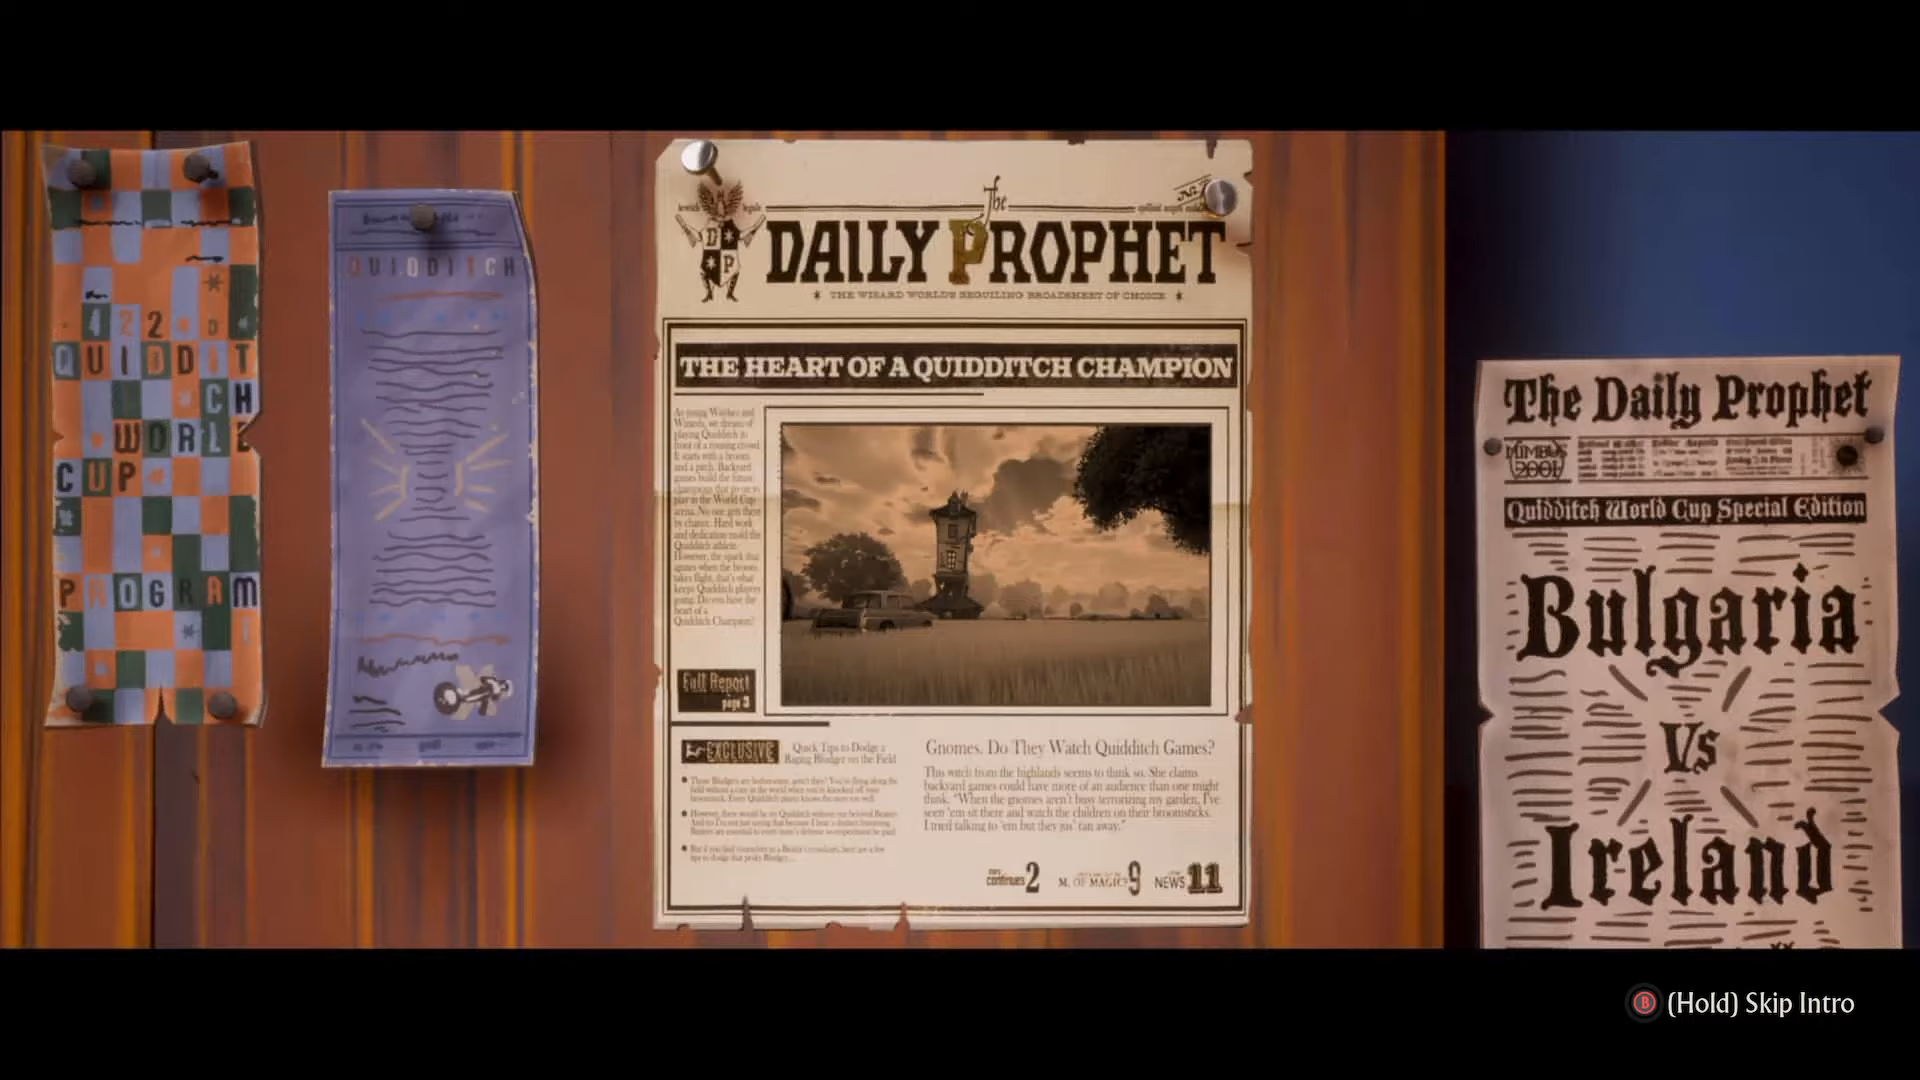 422
QUIDDIT
CH
WORLD
CUP
PROGRAM
QUIDDITCH
The
DAILY PROPHET
THE WIZARD WORLD'S BEGUILING BROADSHEET OF CHOICE
D P
P
THE HEART OF A QUIDDITCH CHAMPION
As young Witches and
Wizards, we dream of
playing Quidditch in
front of a rousing crowd.
It starts with a broom
and a pitch. Backyard
games build the future
champions that go on to
play in the World Cup
arena. No one gets there
by chance. Hard work
and dedication mold the
Quidditch athlete.
However, the spark that
ignites when the broom
takes flight, that's what
keeps Quidditch players
going. Do you have the
heart of a
Quidditch Champion?
Full Report
page 3
EXCLUSIVE
Quick Tips to Dodge a
Raging Bludger on the Field
Gnomes. Do They Watch Quidditch Games?
This witch from the highlands seems to think so. She claims
backyard games could have more of an audience than one might
think. "When the gnomes aren't busy terrorizing my garden, I've
seen 'em sit there and watch the children on their broomsticks.
I tried talking to 'em but they jus' ran away."
continues 2
M. OF MAGIC 9
NEWS 11
The Daily Prophet
NIMBUS
2001
Quidditch World Cup Special Edition
Bulgaria
Vs
Ireland
B (Hold) Skip Intro